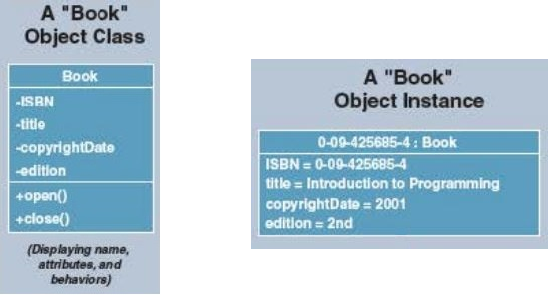 A "Book"
Object Class
Book
-ISBN
-title
-copyrightDate
-edition
+open()
+close()
(Displaying name,
attributes, and
behaviors)
A "Book"
Object Instance
0-09-425685-4 : Book
ISBN = 0-09-425685-4
title = Introduction to Programming
copyrightDate = 2001
edition = 2nd